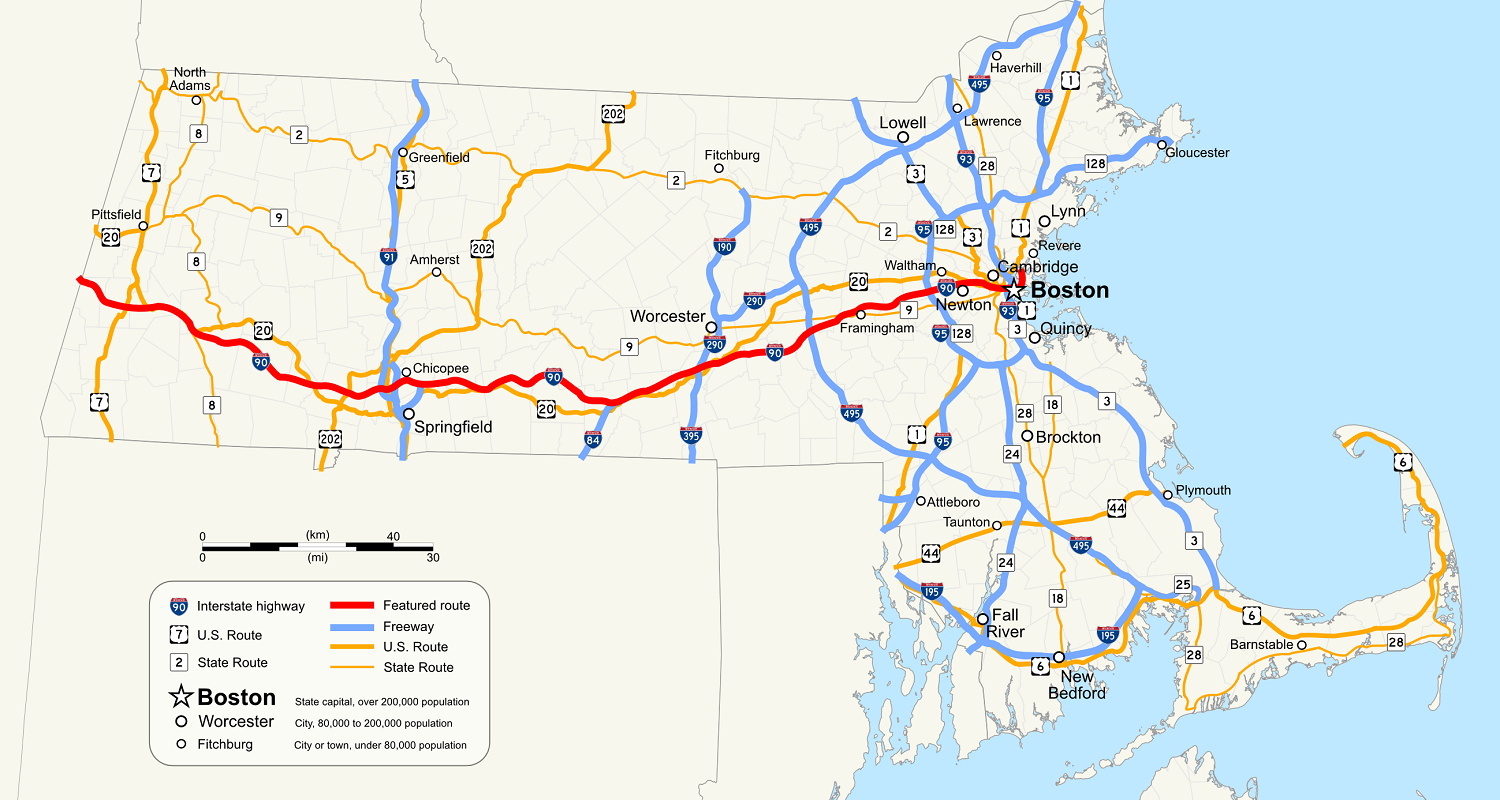 North
Adams
8
2
202
7
Greenfield
5
Fitchburg
2
Pittsfield
20
9
8
202
91
Amherst
190
290
495
Lowell
3
495
Haverhill
Lawrence
93
28
95
1
128
Gloucester
2
95
128
3
1
Lynn
Revere
Waltham
Cambridge
20
90
Newton
Boston
93
1
3
Quincy
9
Framingham
95
128
Worcester
290
9
90
20
90
Chicopee
90
20
Springfield
7
8
202
84
395
495
1
95
28
18
3
Brockton
24
Attleboro
Taunton
44
Plymouth
44
495
3
24
195
25
18
Fall
River
195
6
New
Bedford
6
28
Barnstable
28
6
0
(km)
40
(mi)
0
30
90
Interstate highway
Featured route
7
U.S. Route
Freeway
2
State Route
U.S. Route
State Route
Boston
State capital, over 200,000 population
Worcester
City, 80,000 to 200,000 population
Fitchburg
City or town, under 80,000 population